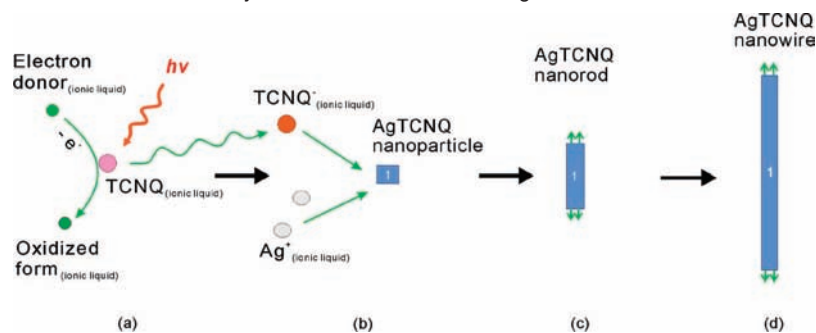 Electron
donor(ionic liquid)
- e-
hv
TCNQ(ionic liquid)
Oxidized
form(ionic liquid)
(a)
TCNQ-(ionic liquid)
AgTCNQ
nanoparticle
1
Ag+(ionic liquid)
(b)
AgTCNQ
nanorod
1
(c)
AgTCNQ
nanowire
1
(d)